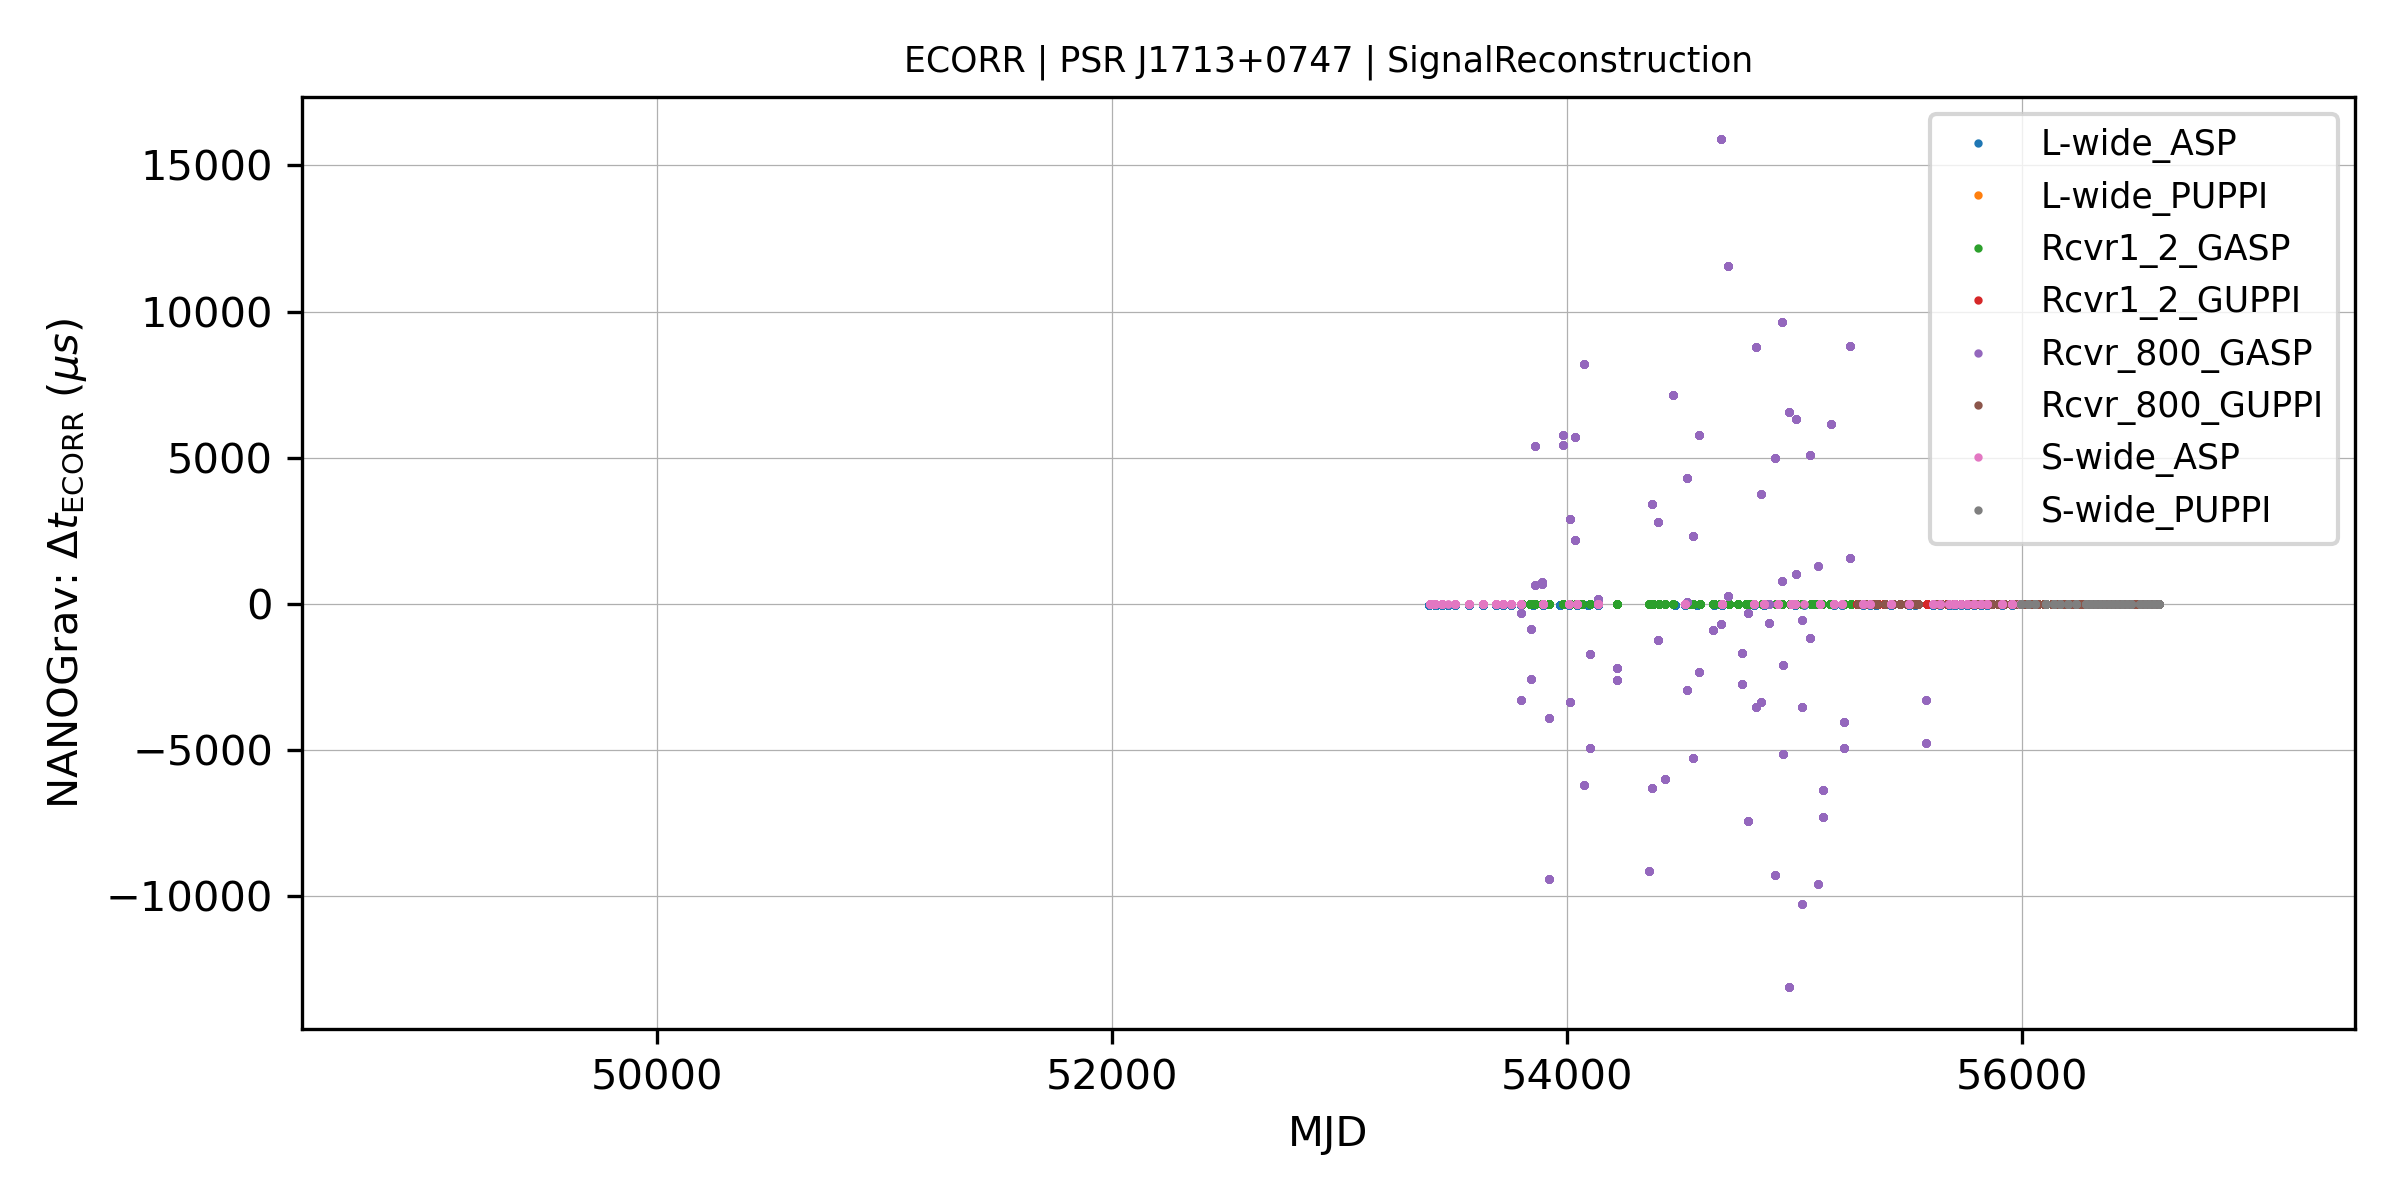 ECORR | PSR J1713+0747 | SignalReconstruction
NANOGrav: Δt_ECORR (μs)
15000
10000
5000
0
−5000
−10000
L-wide_ASP
L-wide_PUPPI
Rcvr1_2_GASP
Rcvr1_2_GUPPI
Rcvr_800_GASP
Rcvr_800_GUPPI
S-wide_ASP
S-wide_PUPPI
50000
52000
54000
56000
MJD